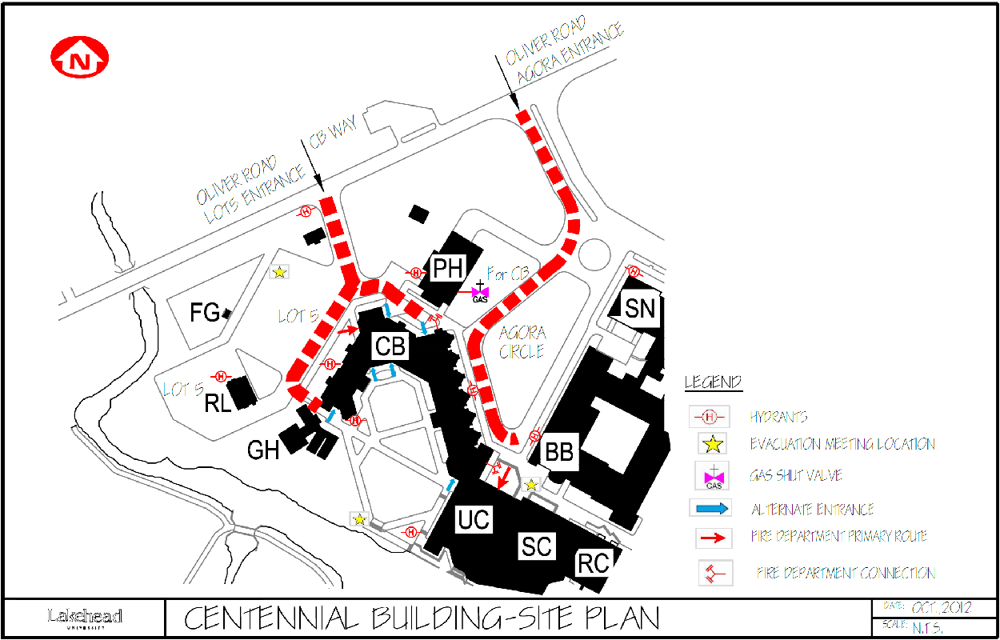 N
OLIVER ROAD
AGORA ENTRANCE
CB WAY
OLIVER ROAD
LOT5 ENTRANCE
H
PH
For CB
H
GAS
H
SN
FG
LOT 5
AGORA
CIRCLE
CB
H
H
LOT 5
RL
H
H
H
GH
BB
UC
SC
RC
H
LEGEND
H HYDRANTS
EVACUATION MEETING LOCATION
GAS GAS SHUT VALVE
ALTERNATE ENTRANCE
FIRE DEPARTMENT PRIMARY ROUTE
FIRE DEPARTMENT CONNECTION
Lakehead
UNIVERSITY
CENTENNIAL BUILDING-SITE PLAN
DATE: OCT.,2012
SCALE: N.T.S.